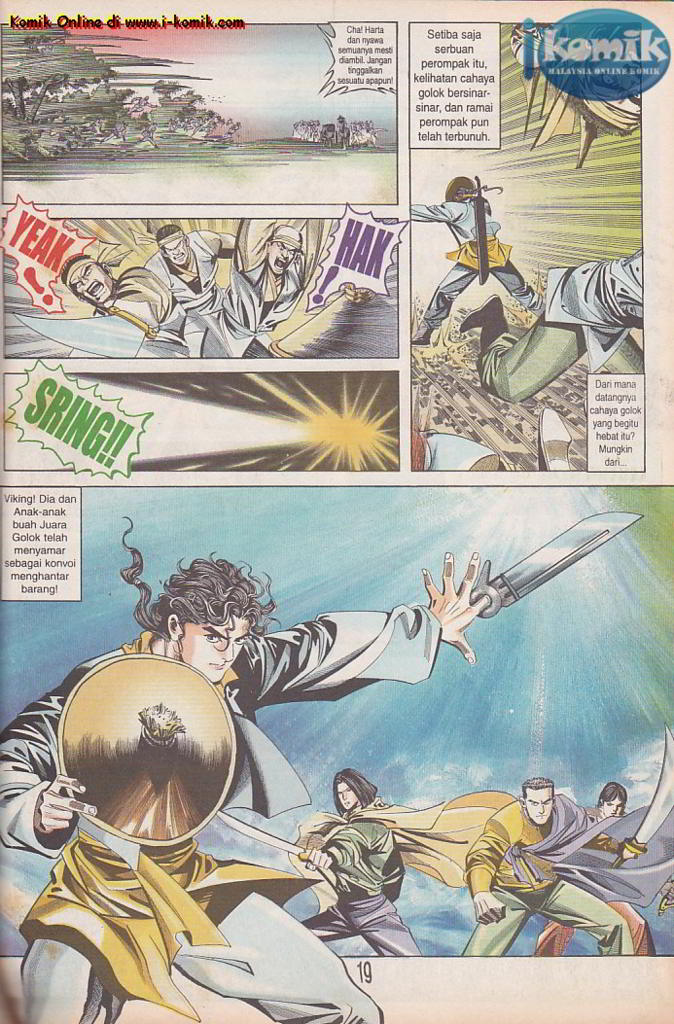 Komik Online di www.i-komik.com
ikomik
MALAYSIA ONLINE KOMIK
Cha! Harta
dan nyawa
semuanya mesti
diambil. Jangan
tinggalkan
sesuatu apapun!
Setiba saja
serbuan
perompak itu,
kelihatan cahaya
golok bersinar-
sinar, dan ramai
perompak pun
telah terbunuh.
YEAK
~!
HAK
~!
SRING!!
Dari mana
datangnya
cahaya golok
yang begitu
hebat itu?
Mungkin
dari...
Viking! Dia dan
Anak-anak
buah Juara
Golok telah
menyamar
sebagai konvoi
menghantar
barang!
19